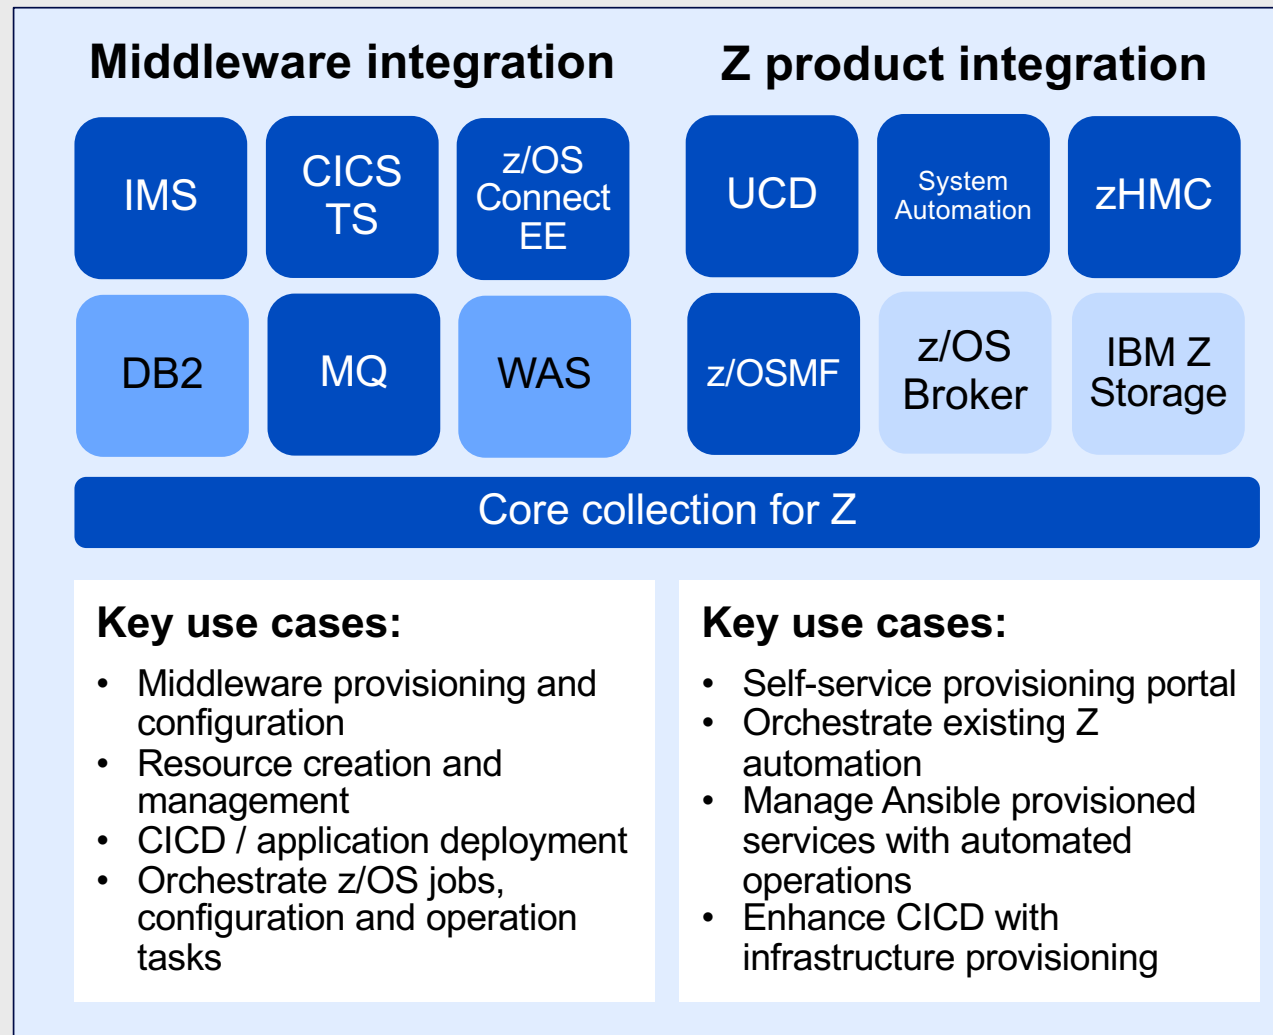 Middleware integration
Z product integration
IMS
CICS
TS
z/OS
Connect
EE
UCD
System
Automation
zHMC
DB2
MQ
WAS
z/OSMF
z/OS
Broker
IBM Z
Storage
Core collection for Z
Key use cases:
• Middleware provisioning and
configuration
• Resource creation and
management
• CICD / application deployment
• Orchestrate z/OS jobs,
configuration and operation
tasks
Key use cases:
• Self-service provisioning portal
• Orchestrate existing Z
automation
• Manage Ansible provisioned
services with automated
operations
• Enhance CICD with
infrastructure provisioning